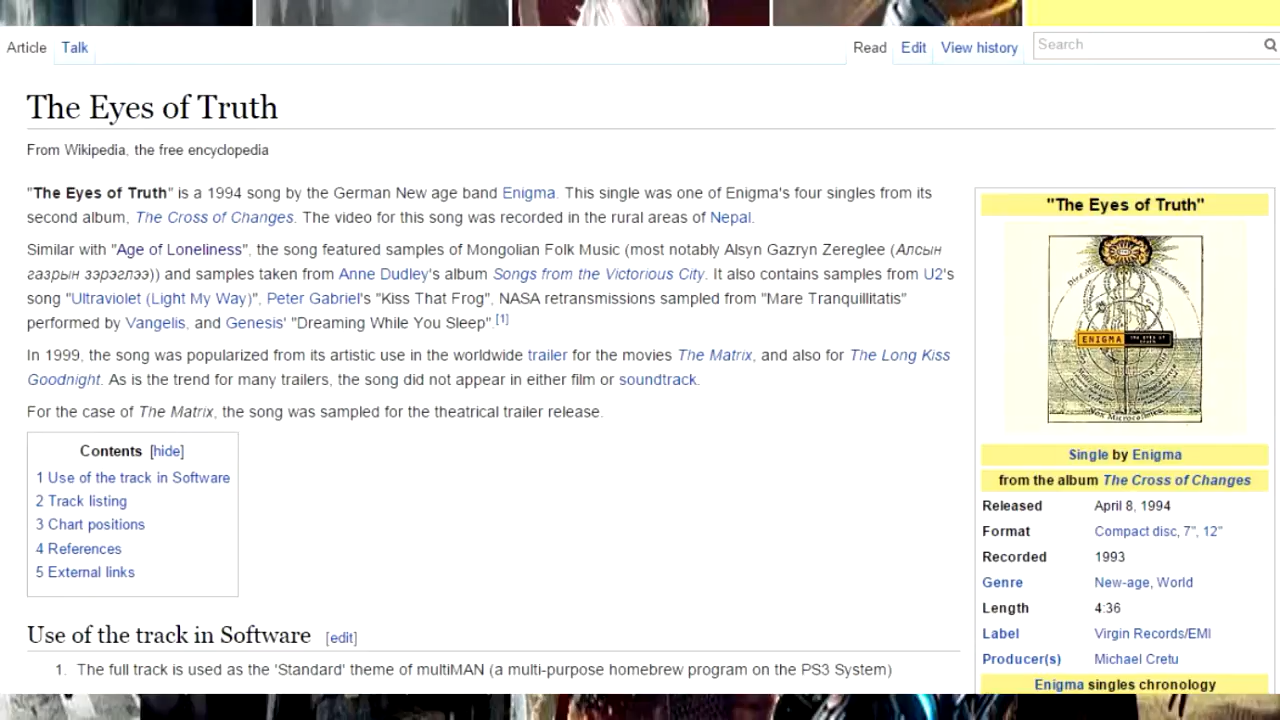 Article Talk Read Edit View history Search
The Eyes of Truth
From Wikipedia, the free encyclopedia
"The Eyes of Truth" is a 1994 song by the German New age band Enigma. This single was one of Enigma's four singles from its
second album, The Cross of Changes. The video for this song was recorded in the rural areas of Nepal.
Similar with "Age of Loneliness", the song featured samples of Mongolian Folk Music (most notably Alsyn Gazryn Zereglee (Алсын
газрын зэрэглээ)) and samples taken from Anne Dudley's album Songs from the Victorious City. It also contains samples from U2's
song "Ultraviolet (Light My Way)", Peter Gabriel's "Kiss That Frog", NASA retransmissions sampled from "Mare Tranquillitatis"
performed by Vangelis, and Genesis' "Dreaming While You Sleep".[1]
In 1999, the song was popularized from its artistic use in the worldwide trailer for the movies The Matrix, and also for The Long Kiss
Goodnight. As is the trend for many trailers, the song did not appear in either film or soundtrack.
For the case of The Matrix, the song was sampled for the theatrical trailer release.
Contents [hide]
1 Use of the track in Software
2 Track listing
3 Chart positions
4 References
5 External links
Use of the track in Software [edit]
1. The full track is used as the 'Standard' theme of multiMAN (a multi-purpose homebrew program on the PS3 System)
"The Eyes of Truth"
ENIGMA
Single by Enigma
from the album The Cross of Changes
Released April 8, 1994
Format Compact disc, 7", 12"
Recorded 1993
Genre New-age, World
Length 4:36
Label Virgin Records/EMI
Producer(s) Michael Cretu
Enigma singles chronology